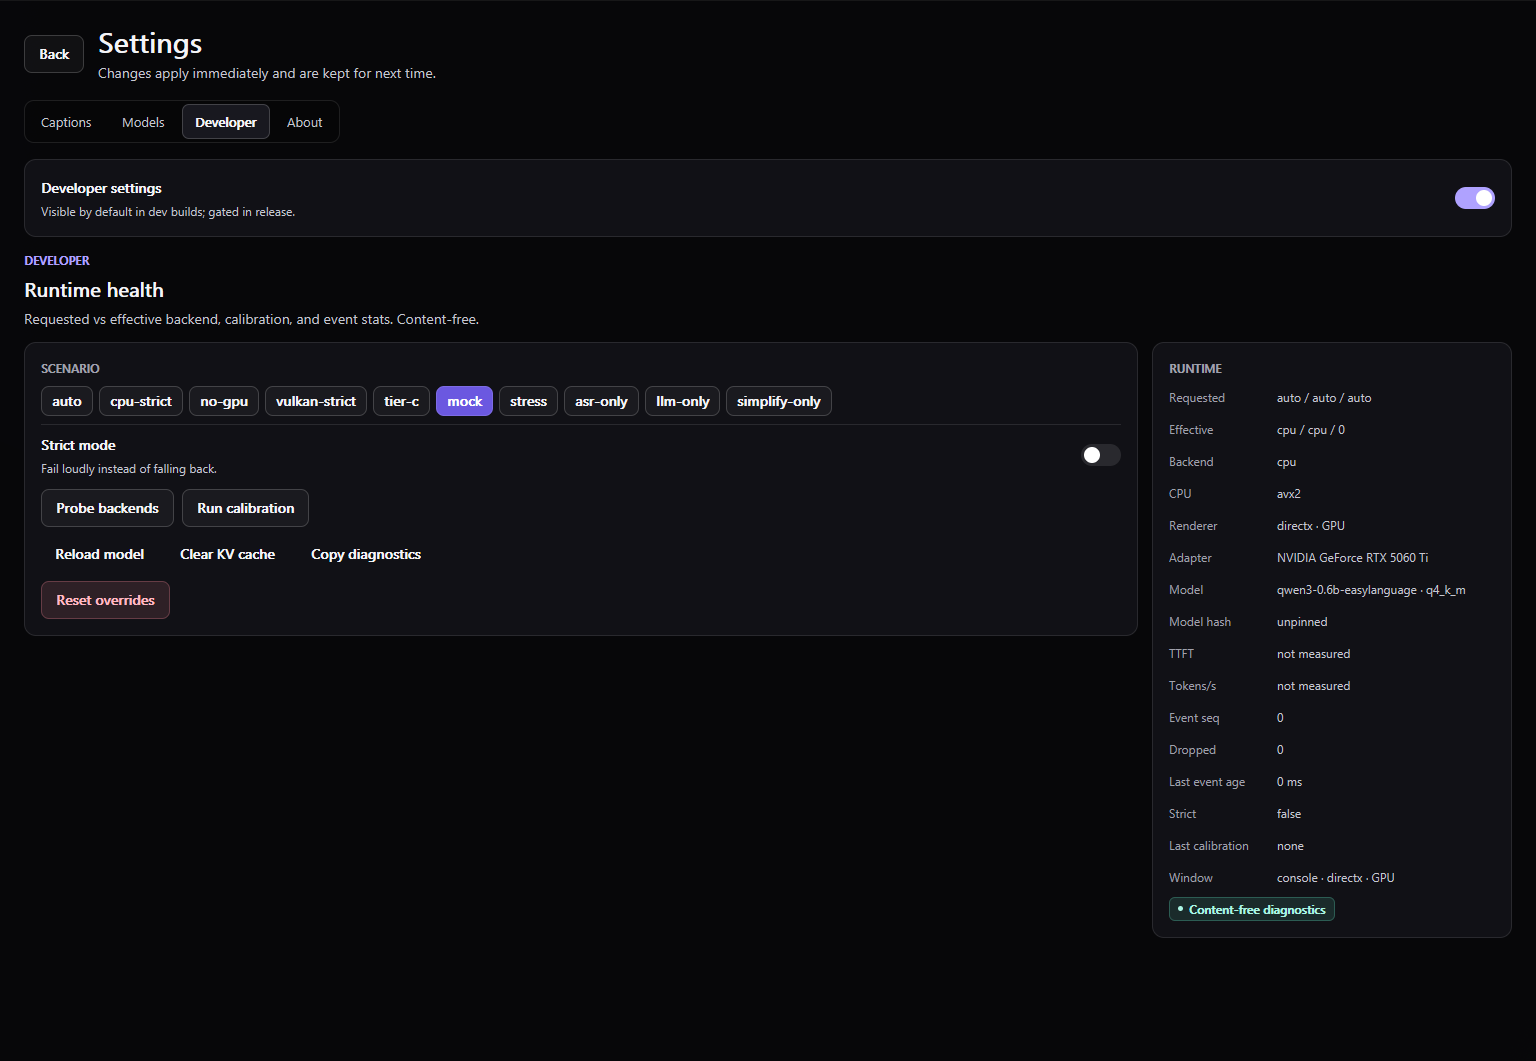 Back
Settings
Changes apply immediately and are kept for next time.
Captions Models Developer About
Developer settings
Visible by default in dev builds; gated in release.
DEVELOPER
Runtime health
Requested vs effective backend, calibration, and event stats. Content-free.
SCENARIO
auto cpu-strict no-gpu vulkan-strict tier-c mock stress asr-only llm-only simplify-only
Strict mode
Fail loudly instead of falling back.
Probe backends Run calibration
Reload model Clear KV cache Copy diagnostics
Reset overrides
RUNTIME
Requested auto / auto / auto
Effective cpu / cpu / 0
Backend cpu
CPU avx2
Renderer directx · GPU
Adapter NVIDIA GeForce RTX 5060 Ti
Model qwen3-0.6b-easylanguage · q4_k_m
Model hash unpinned
TTFT not measured
Tokens/s not measured
Event seq 0
Dropped 0
Last event age 0 ms
Strict false
Last calibration none
Window console · directx · GPU
• Content-free diagnostics